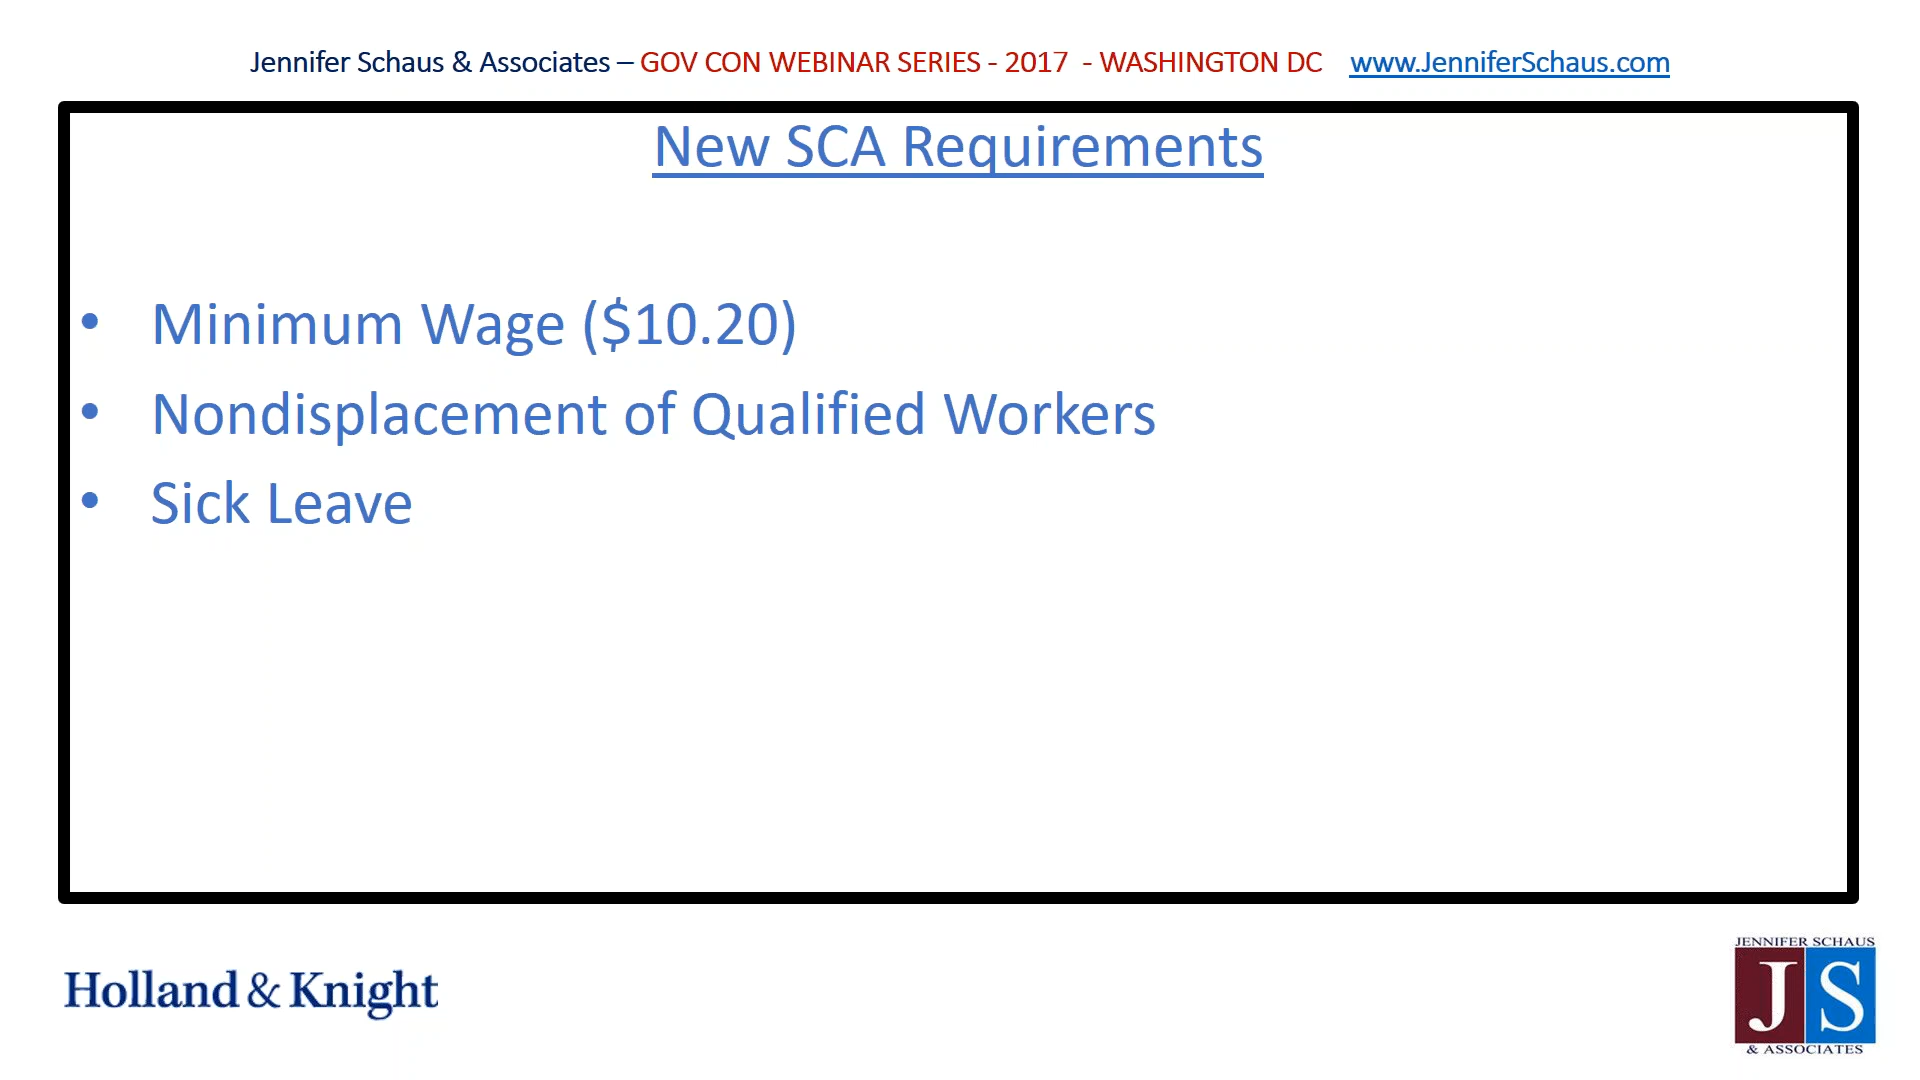 Jennifer Schaus & Associates – GOV CON WEBINAR SERIES - 2017 - WASHINGTON DC www.JenniferSchaus.com
New SCA Requirements
• Minimum Wage ($10.20)
• Nondisplacement of Qualified Workers
• Sick Leave
Holland & Knight
JENNIFER SCHAUS
JS
& ASSOCIATES